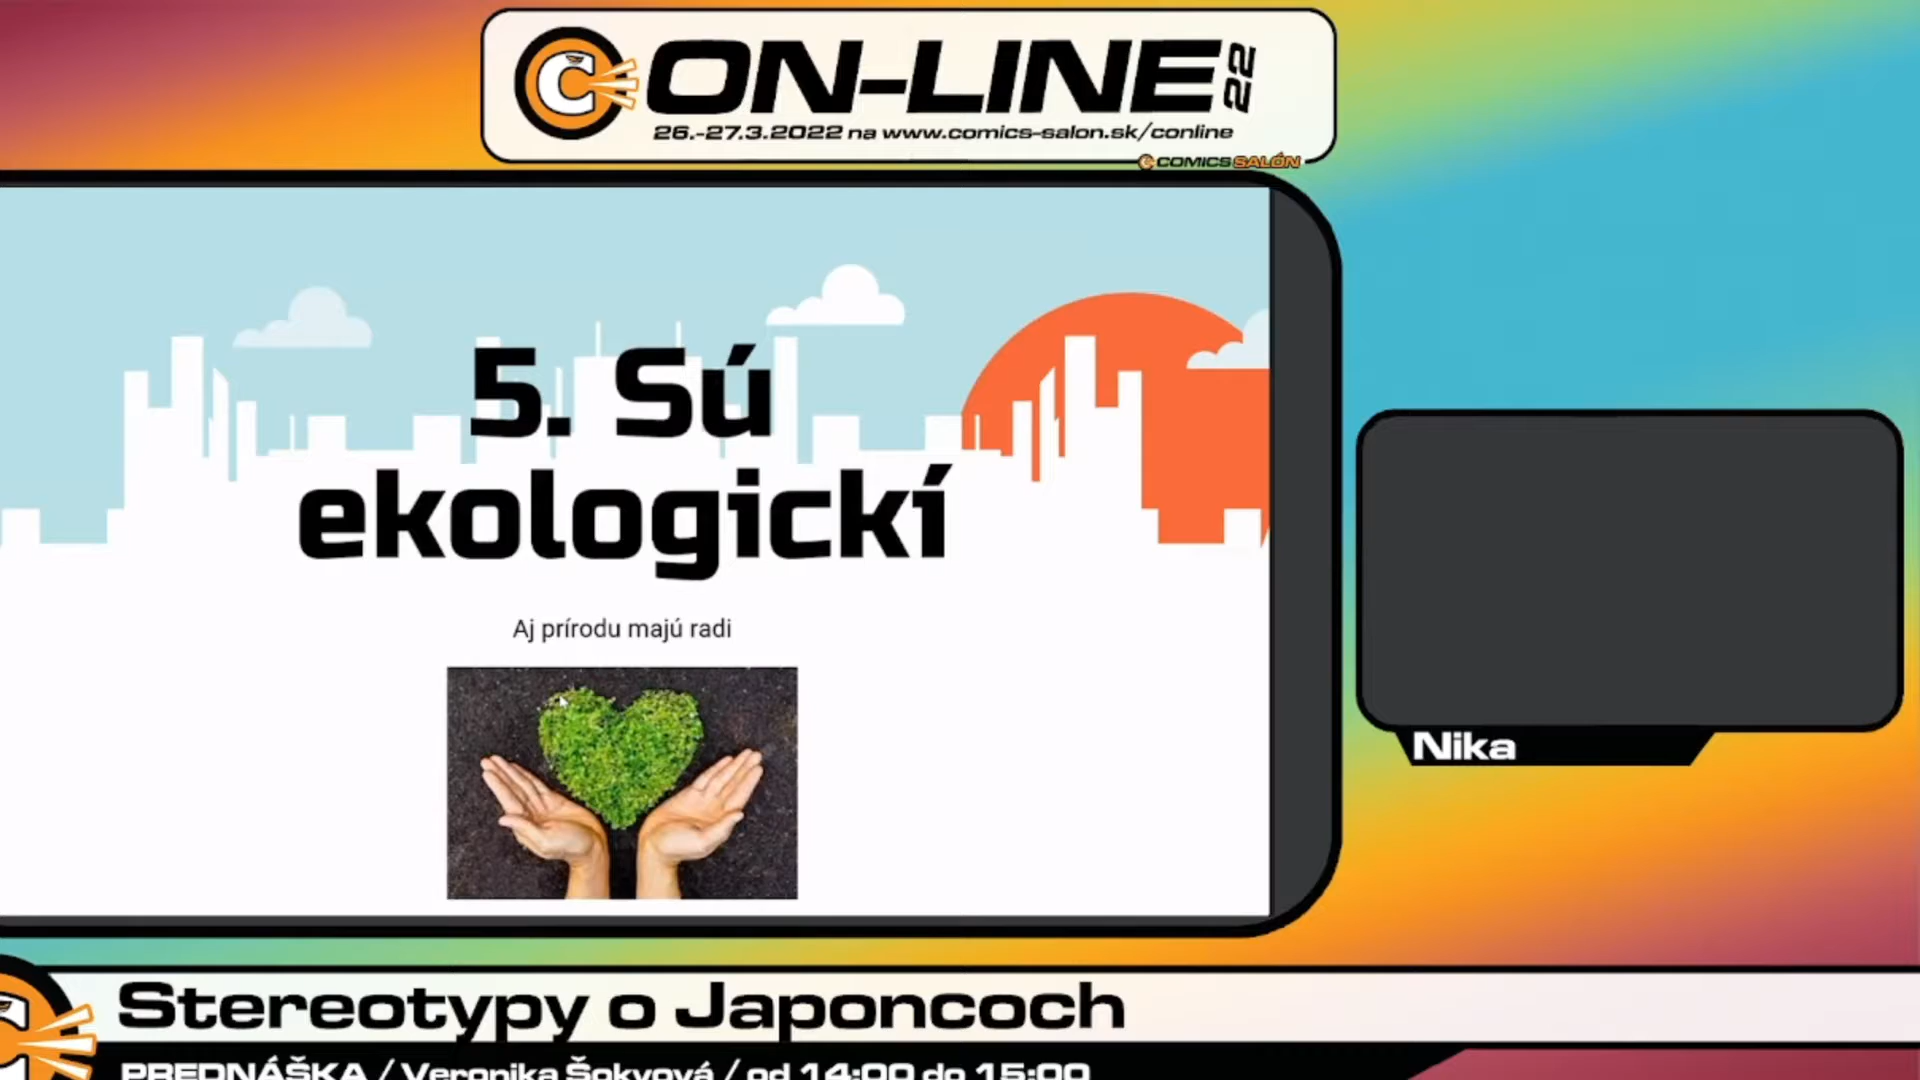 ČON-LINE 22
26.-27.3.2022 na www.comics-salon.sk/conline
COMICS SALÓN
5. Sú
ekologickí
Aj prírodu majú radi
Nika
Stereotypy o Japoncoch
PREDNÁŠKA / Veronika Šokyová / od 14:00 do 15:00